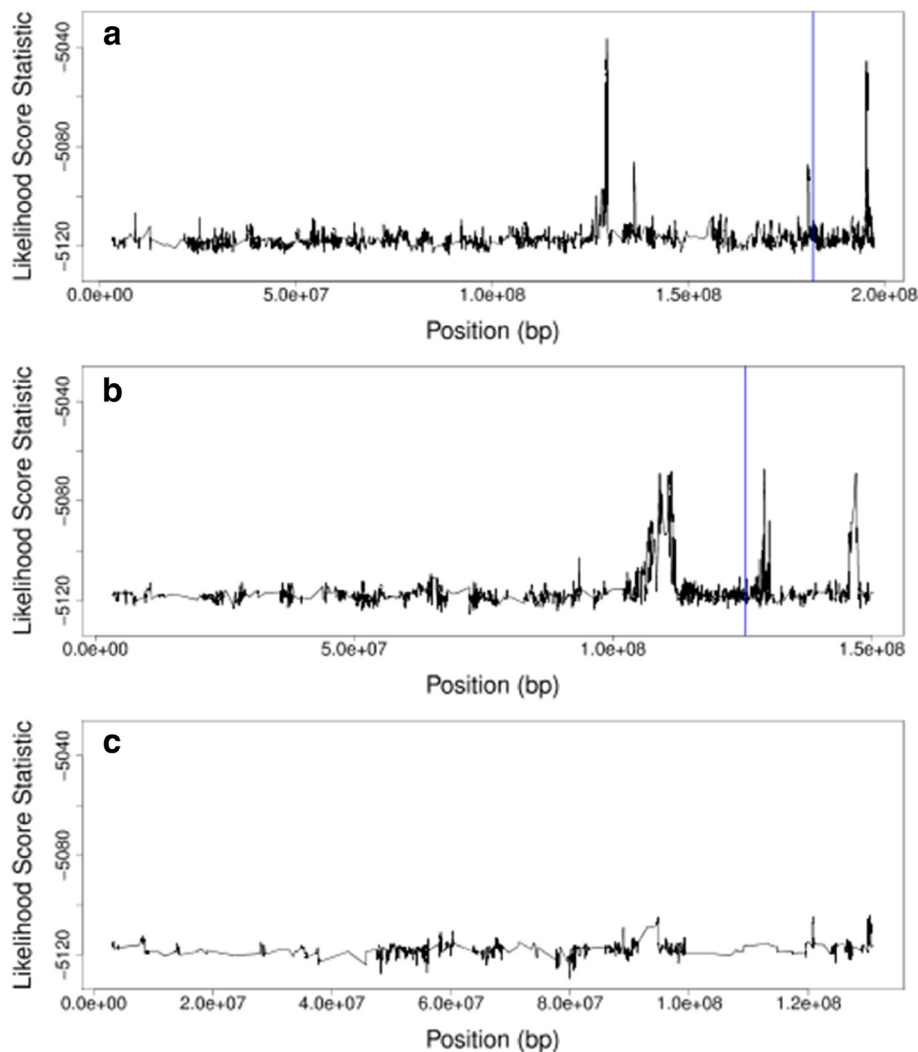 a
Likelihood Score Statistic
-5040
-5080
-5120
0.0e+00 5.0e+07 1.0e+08 1.5e+08 2.0e+08
Position (bp)
b
Likelihood Score Statistic
-5040
-5080
-5120
0.0e+00 5.0e+07 1.0e+08 1.5e+08
Position (bp)
c
Likelihood Score Statistic
-5040
-5080
-5120
0.0e+00 2.0e+07 4.0e+07 6.0e+07 8.0e+07 1.0e+08 1.2e+08
Position (bp)